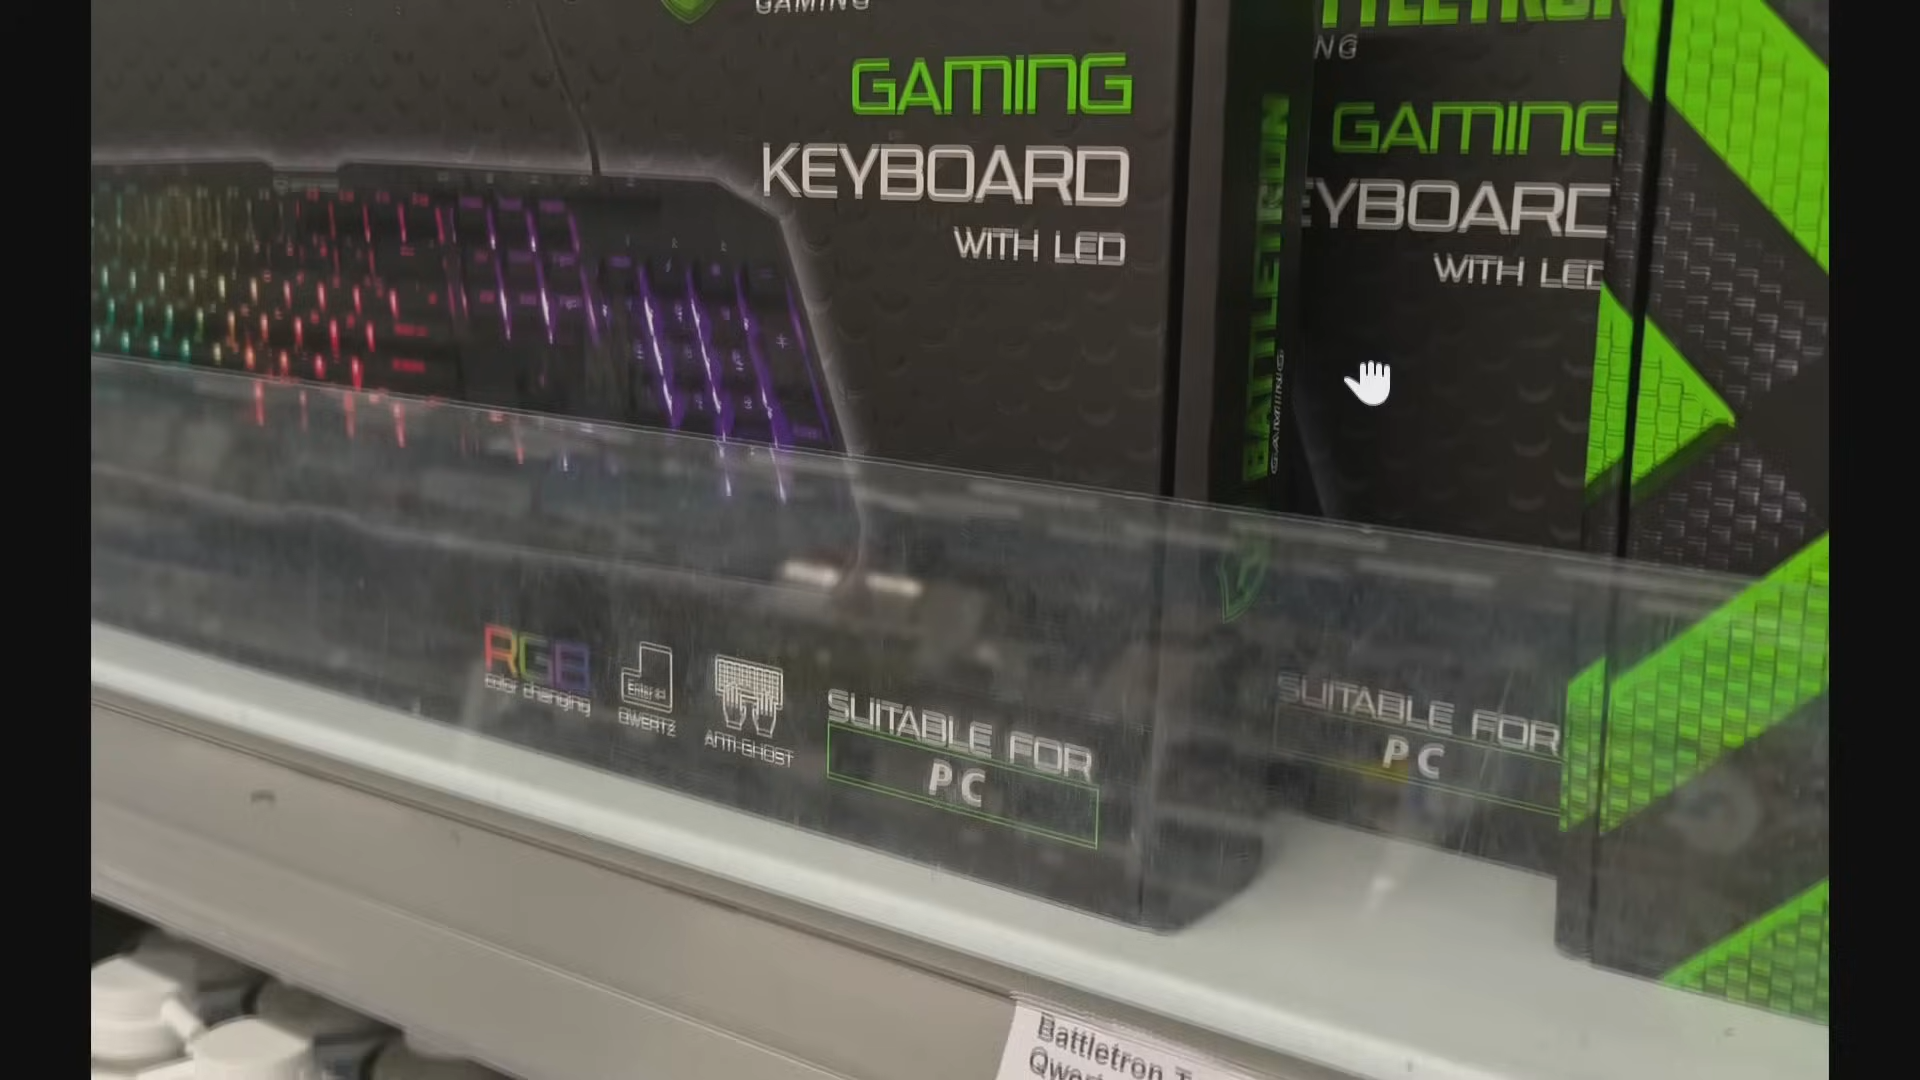 GAMING
GAMING
KEYBOARD
WITH LED
RGB
color changing
QWERTZ
ANTI-GHOST
SUITABLE FOR
PC
BATTLETRON
GAMING
NG
GAMING
EYBOARD
WITH LED
SUITABLE FOR
PC
Battletron